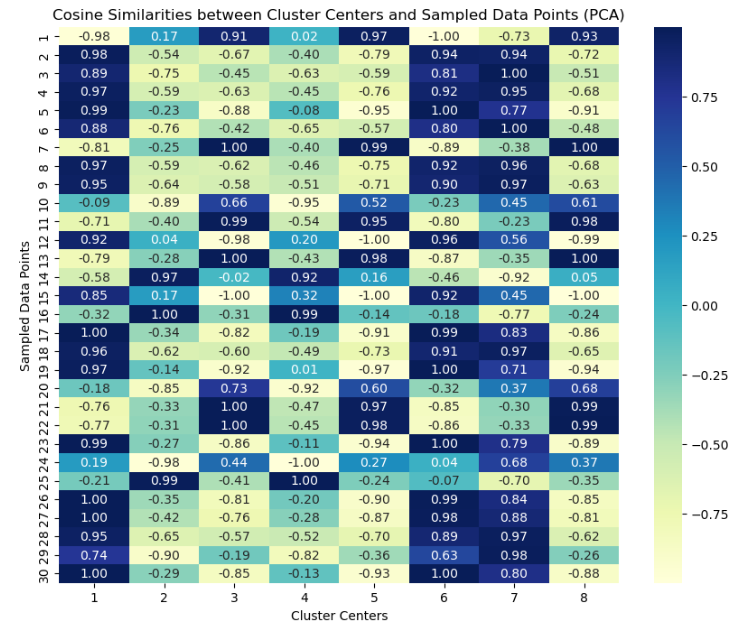 Cosine Similarities between Cluster Centers and Sampled Data Points (PCA)
1 -0.98 0.17 0.91 0.02 0.97 -1.00 -0.73 0.93
2 0.98 -0.54 -0.67 -0.40 -0.79 0.94 0.94 -0.72
3 0.89 -0.75 -0.45 -0.63 -0.59 0.81 1.00 -0.51
4 0.97 -0.59 -0.63 -0.45 -0.76 0.92 0.95 -0.68
5 0.99 -0.23 -0.88 -0.08 -0.95 1.00 0.77 -0.91
6 0.88 -0.76 -0.42 -0.65 -0.57 0.80 1.00 -0.48
7 -0.81 -0.25 1.00 -0.40 0.99 -0.89 -0.38 1.00
8 0.97 -0.59 -0.62 -0.46 -0.75 0.92 0.96 -0.68
9 0.95 -0.64 -0.58 -0.51 -0.71 0.90 0.97 -0.63
10 -0.09 -0.89 0.66 -0.95 0.52 -0.23 0.45 0.61
11 -0.71 -0.40 0.99 -0.54 0.95 -0.80 -0.23 0.98
12 0.92 0.04 -0.98 0.20 -1.00 0.96 0.56 -0.99
13 -0.79 -0.28 1.00 -0.43 0.98 -0.87 -0.35 1.00
14 -0.58 0.97 -0.02 0.92 0.16 -0.46 -0.92 0.05
15 0.85 0.17 -1.00 0.32 -1.00 0.92 0.45 -1.00
16 -0.32 1.00 -0.31 0.99 -0.14 -0.18 -0.77 -0.24
17 1.00 -0.34 -0.82 -0.19 -0.91 0.99 0.83 -0.86
18 0.96 -0.62 -0.60 -0.49 -0.73 0.91 0.97 -0.65
19 0.97 -0.14 -0.92 0.01 -0.97 1.00 0.71 -0.94
20 -0.18 -0.85 0.73 -0.92 0.60 -0.32 0.37 0.68
21 -0.76 -0.33 1.00 -0.47 0.97 -0.85 -0.30 0.99
22 -0.77 -0.31 1.00 -0.45 0.98 -0.86 -0.33 0.99
23 0.99 -0.27 -0.86 -0.11 -0.94 1.00 0.79 -0.89
24 0.19 -0.98 0.44 -1.00 0.27 0.04 0.68 0.37
25 -0.21 0.99 -0.41 1.00 -0.24 -0.07 -0.70 -0.35
26 1.00 -0.35 -0.81 -0.20 -0.90 0.99 0.84 -0.85
27 1.00 -0.42 -0.76 -0.28 -0.87 0.98 0.88 -0.81
28 0.95 -0.65 -0.57 -0.52 -0.70 0.89 0.97 -0.62
29 0.74 -0.90 -0.19 -0.82 -0.36 0.63 0.98 -0.26
30 1.00 -0.29 -0.85 -0.13 -0.93 1.00 0.80 -0.88
1 2 3 4 5 6 7 8
Cluster Centers
Sampled Data Points
0.75
0.50
0.25
0.00
-0.25
-0.50
-0.75